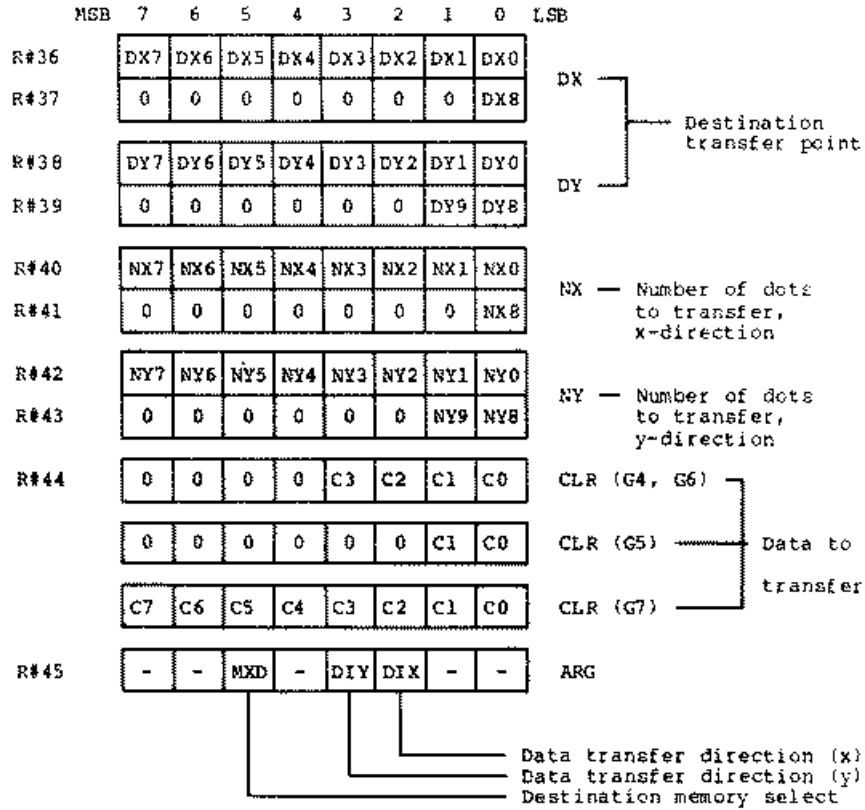 MSB 7 6 5 4 3 2 1 0 LSB
R#36 DX7 DX6 DX5 DX4 DX3 DX2 DX1 DX0
DX
R#37 0 0 0 0 0 0 0 DX8
Destination
transfer point
R#38 DY7 DY6 DY5 DY4 DY3 DY2 DY1 DY0
DY
R#39 0 0 0 0 0 0 DY9 DY8
R#40 NX7 NX6 NX5 NX4 NX3 NX2 NX1 NX0
NX — Number of dots
R#41 0 0 0 0 0 0 0 NX8
to transfer,
x-direction
R#42 NY7 NY6 NY5 NY4 NY3 NY2 NY1 NY0
NY — Number of dots
R#43 0 0 0 0 0 0 NY9 NY8
to transfer,
y-direction
R#44 0 0 0 0 C3 C2 C1 C0 CLR (G4, G6)
0 0 0 0 0 0 C1 C0 CLR (G5) Data to
transfer
C7 C6 C5 C4 C3 C2 C1 C0 CLR (G7)
R#45 - - MXD - DIY DIX - - ARG
Data transfer direction (x)
Data transfer direction (y)
Destination memory select